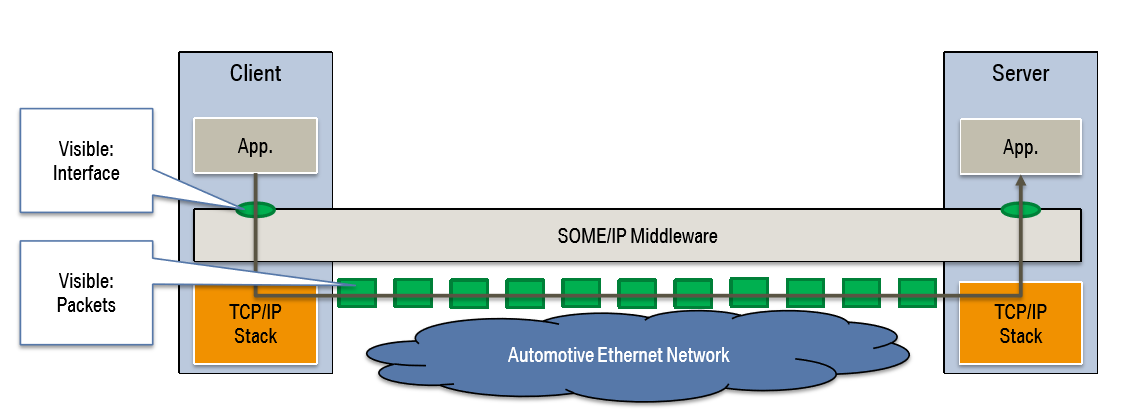 Client
Server
Visible:
Interface
App.
App.
SOME/IP Middleware
Visible:
Packets
TCP/IP
Stack
TCP/IP
Stack
Automotive Ethernet Network